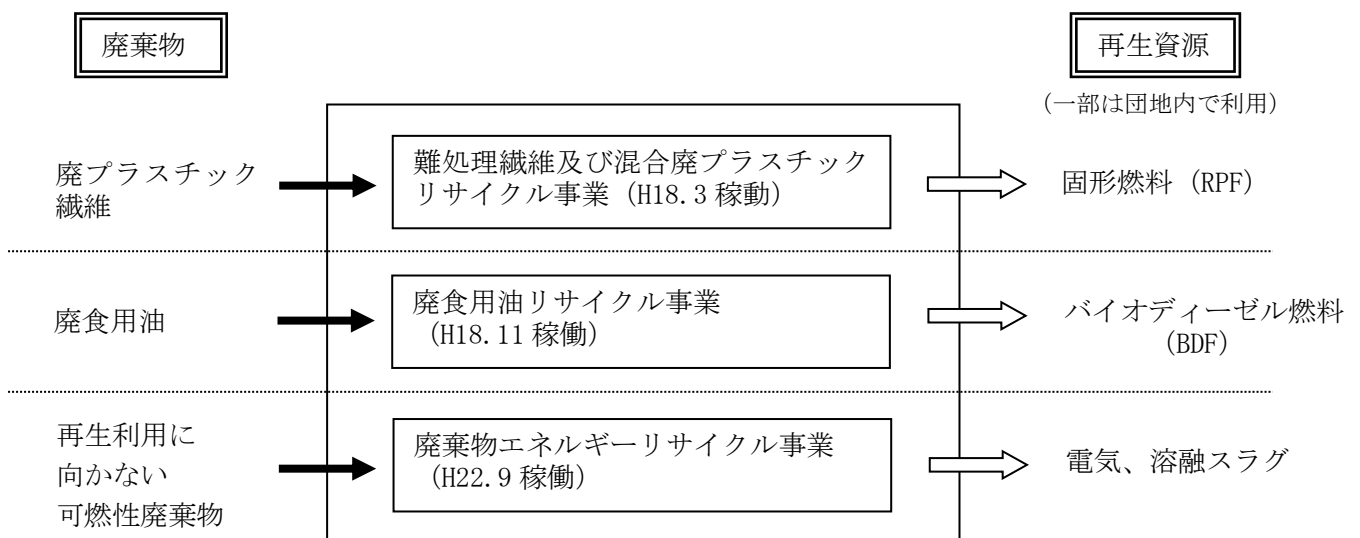 廃棄物
再生資源
(一部は団地内で利用)
廃プラスチック
繊維
難処理繊維及び混合廃プラスチック
リサイクル事業 (H18.3 稼動)
固形燃料 (RPF)
廃食用油
廃食用油リサイクル事業
(H18.11 稼働)
バイオディーゼル燃料
(BDF)
再生利用に
向かない
可燃性廃棄物
廃棄物エネルギーリサイクル事業
(H22.9 稼働)
電気、溶融スラグ